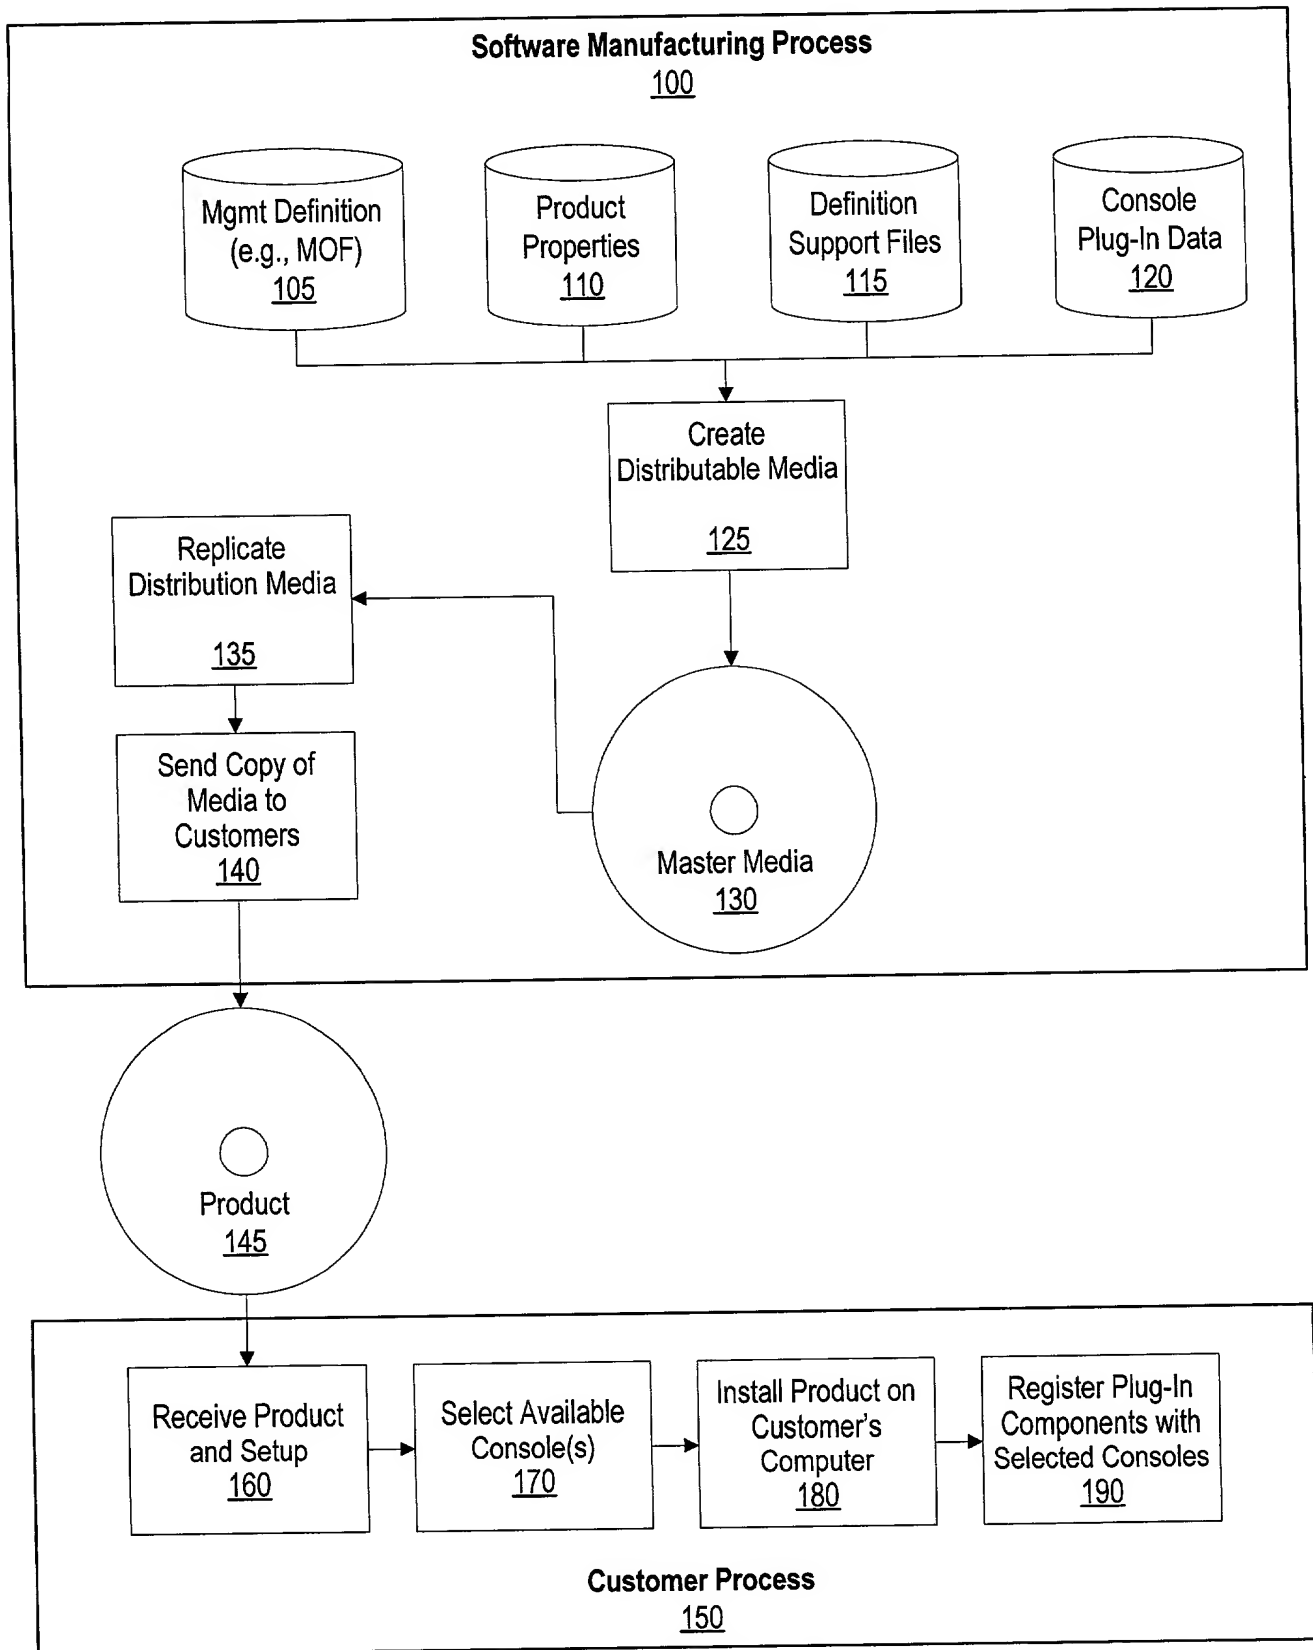 Software Manufacturing Process
100
Mgmt Definition
(e.g., MOF)
105
Product
Properties
110
Definition
Support Files
115
Console
Plug-In Data
120
Create
Distributable Media
125
Replicate
Distribution Media
135
Send Copy of
Media to
Customers
140
Master Media
130
Product
145
Receive Product
and Setup
160
Select Available
Console(s)
170
Install Product on
Customer's
Computer
180
Register Plug-In
Components with
Selected Consoles
190
Customer Process
150